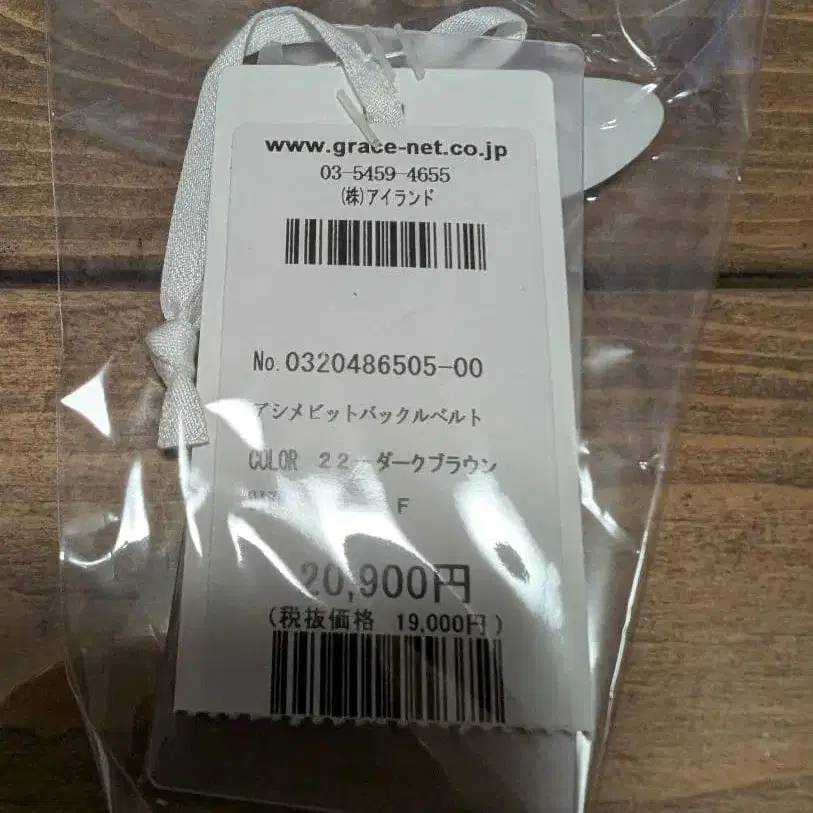 www.grace-net.co.jp
03-5459-4655
(株)アイランド
No.0320486505-00
アシメビットバックルベルト
COLOR 22-ダークブラウン
F
20,900円
(税抜価格 19,000円)